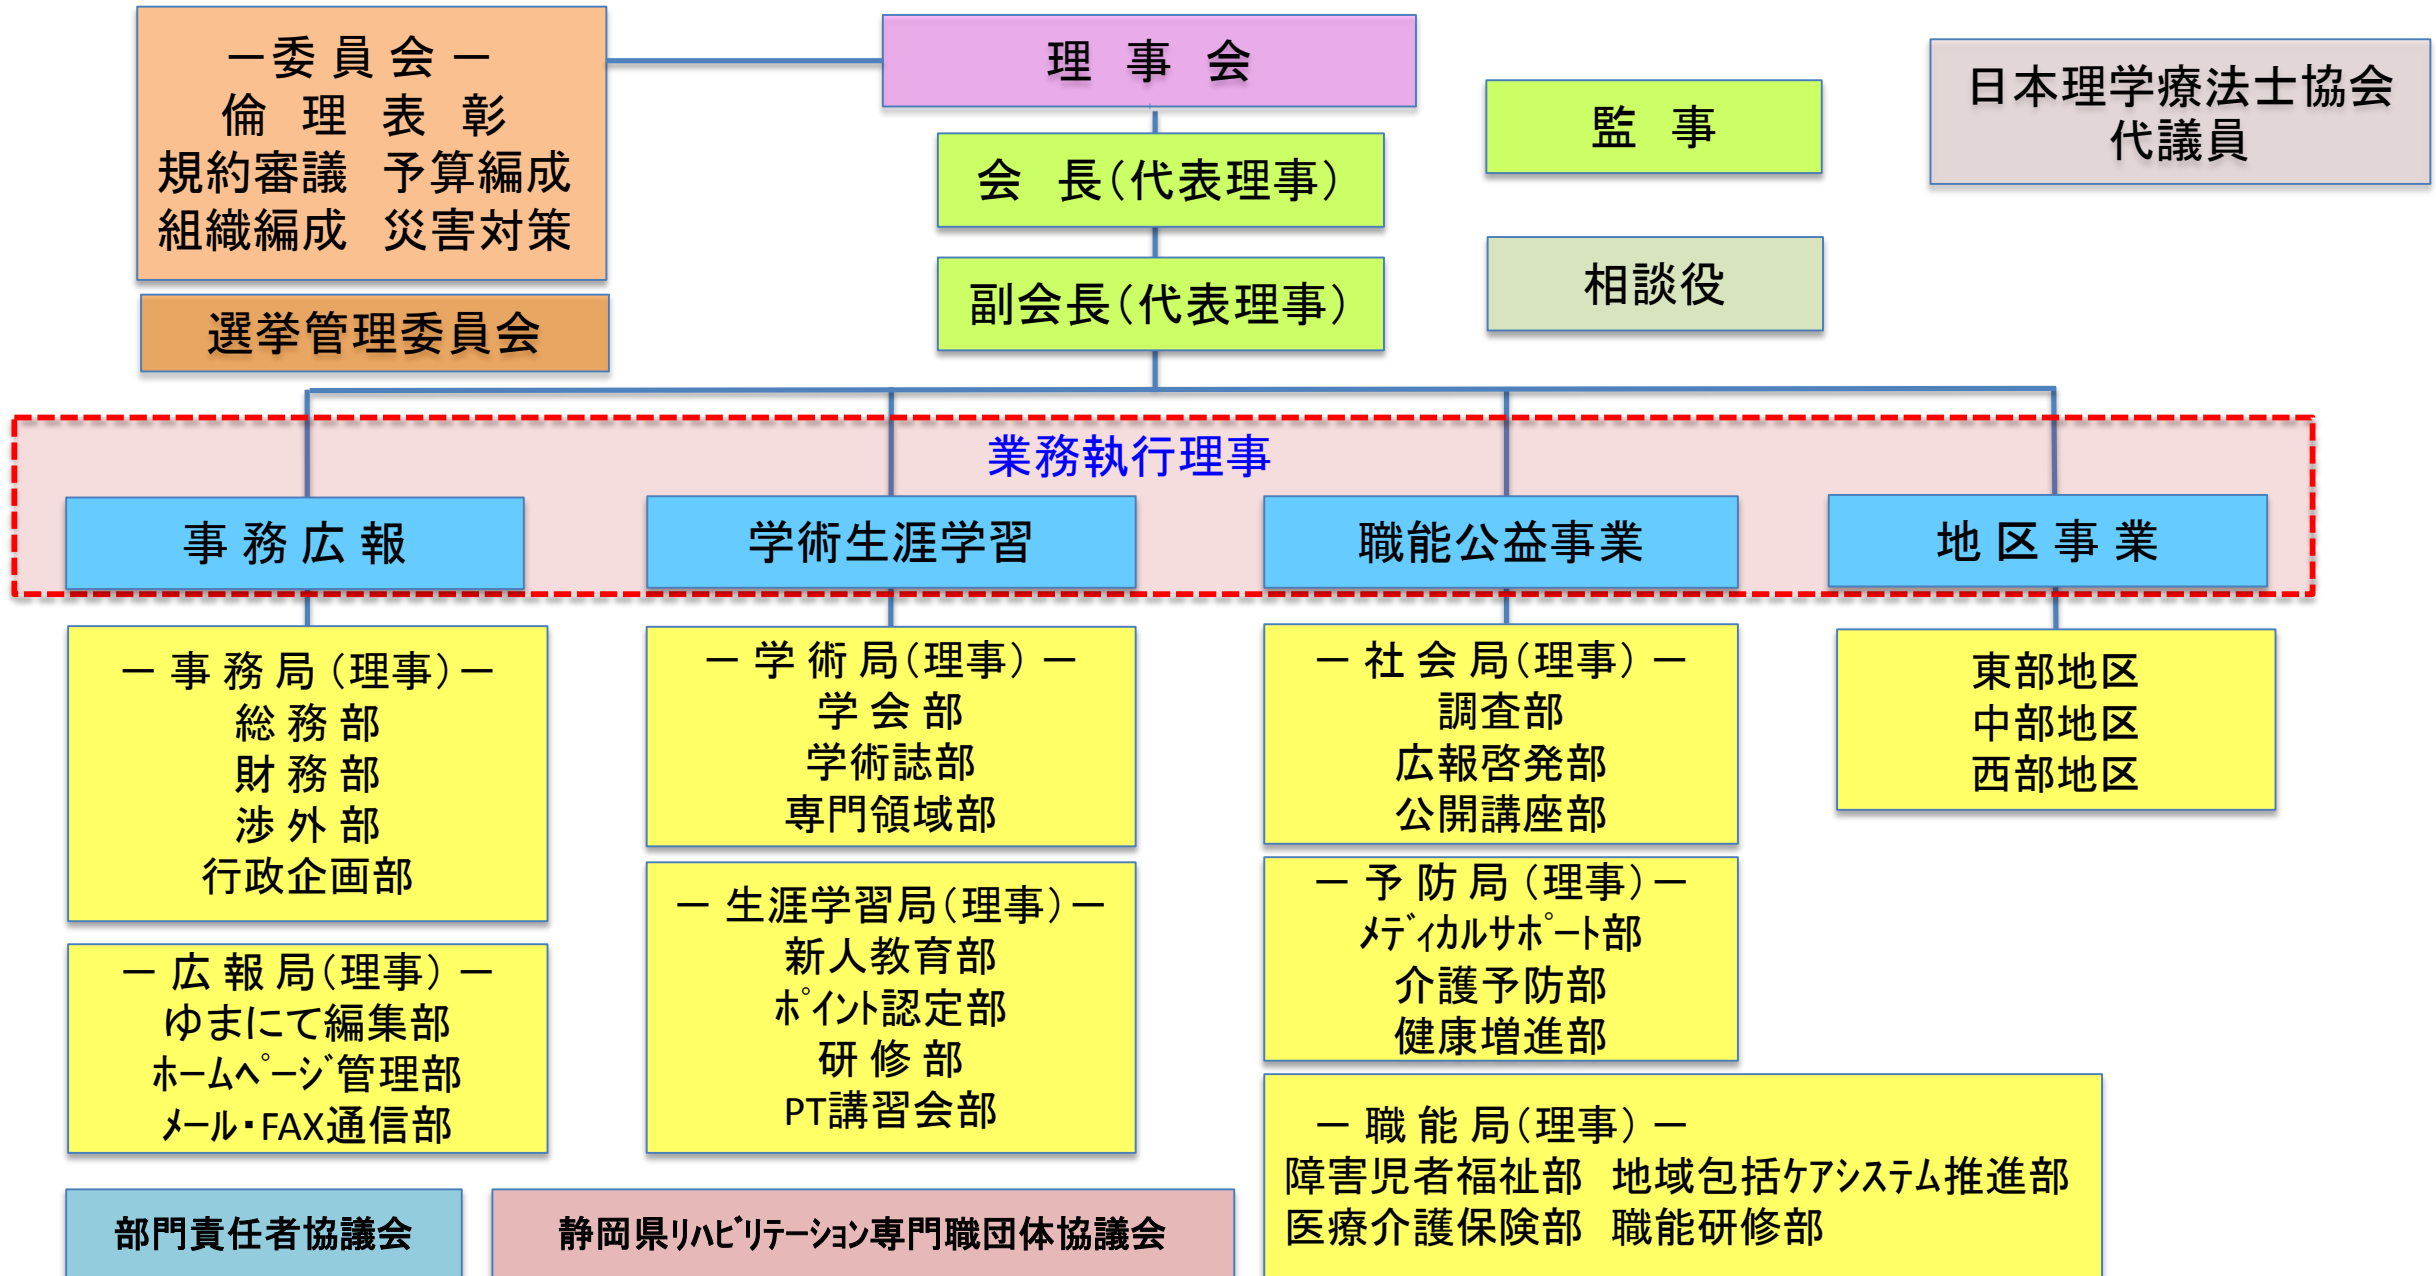 －委 員 会 －
倫　理　表　彰
規約審議　予算編成
組織編成　災害対策
選挙管理委員会
理　事　会
会　長（代表理事）
副会長（代表理事）
監　事
相談役
日本理学療法士協会
代議員
業務執行理事
事 務 広 報
学術生涯学習
職能公益事業
地 区 事 業
－ 事 務 局 （理事）－
総 務 部
財 務 部
渉 外 部
行政企画部
－ 広 報 局（理事） －
ゆまにて編集部
ﾎｰﾑﾍﾟｰｼﾞ管理部
ﾒｰﾙ・FAX通信部
－ 学 術 局（理事） －
学 会 部
学術誌部
専門領域部
－ 生涯学習局（理事）－
新人教育部
ﾎﾟｲﾝﾄ認定部
研 修 部
PT講習会部
－ 社 会 局（理事） －
調査部
広報啓発部
公開講座部
－ 予 防 局 （理事）－
ﾒﾃﾞｨｶﾙｻﾎﾟｰﾄ部
介護予防部
健康増進部
－ 職 能 局（理事） －
障害児者福祉部　地域包括ｹｱｼｽﾃﾑ推進部
医療介護保険部　職能研修部
東部地区
中部地区
西部地区
部門責任者協議会
静岡県ﾘﾊﾋﾞﾘﾃｰｼｮﾝ専門職団体協議会